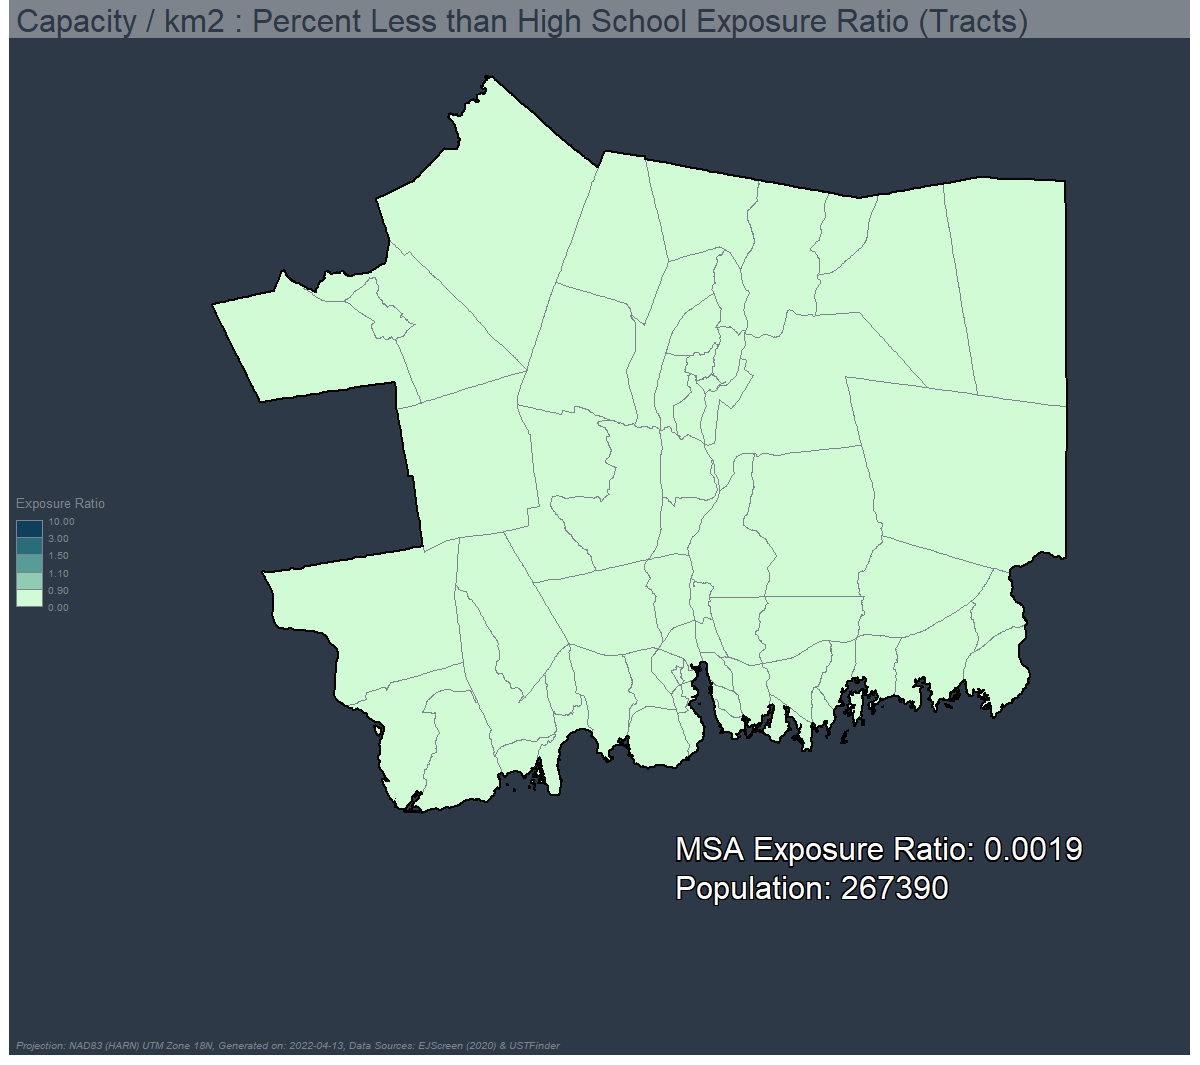 Capacity / km2 : Percent Less than High School Exposure Ratio (Tracts)
Exposure Ratio
10.00
3.00
1.50
1.10
0.90
0.00
MSA Exposure Ratio: 0.0019
Population: 267390
Projection: NAD83 (HARN) UTM Zone 18N, Generated on: 2022-04-13, Data Sources: EJScreen (2020) & USTFinder